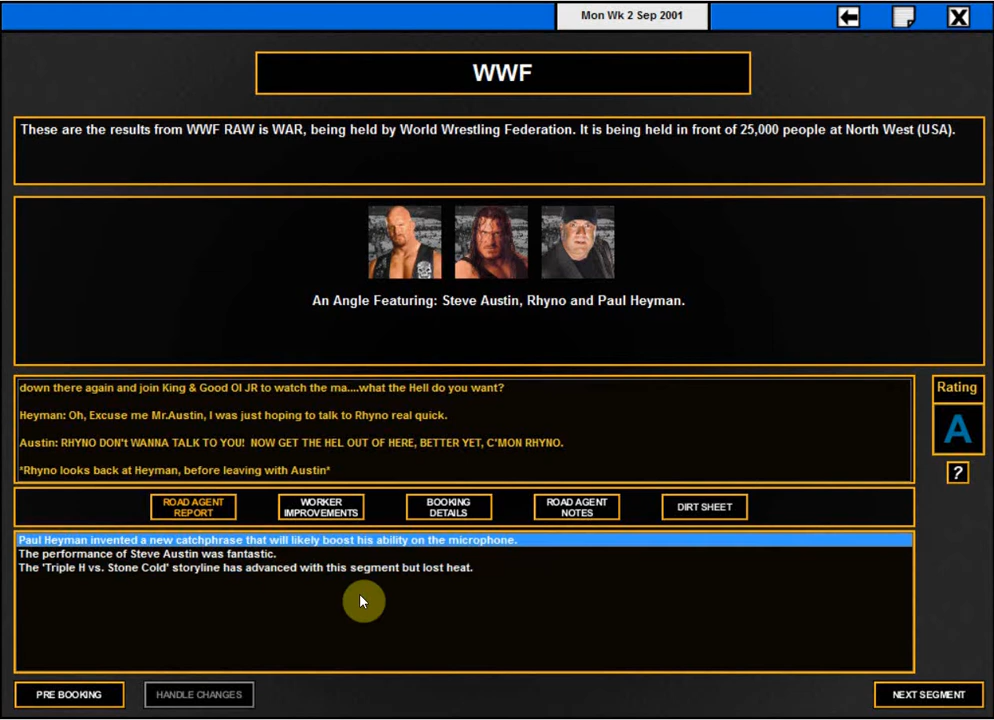 Mon Wk 2 Sep 2001
WWF
These are the results from WWF RAW is WAR, being held by World Wrestling Federation. It is being held in front of 25,000 people at North West (USA).
An Angle Featuring: Steve Austin, Rhyno and Paul Heyman.
down there again and join King & Good Ol JR to watch the ma....what the Hell do you want?
Heyman: Oh, Excuse me Mr.Austin, I was just hoping to talk to Rhyno real quick.
Austin: RHYNO DON't WANNA TALK TO YOU! NOW GET THE HEL OUT OF HERE, BETTER YET, C'MON RHYNO.
*Rhyno looks back at Heyman, before leaving with Austin*
Rating
A
?
ROAD AGENT
REPORT
WORKER
IMPROVEMENTS
BOOKING
DETAILS
ROAD AGENT
NOTES
DIRT SHEET
Paul Heyman invented a new catchphrase that will likely boost his ability on the microphone.
The performance of Steve Austin was fantastic.
The 'Triple H vs. Stone Cold' storyline has advanced with this segment but lost heat.
PRE BOOKING
HANDLE CHANGES
NEXT SEGMENT